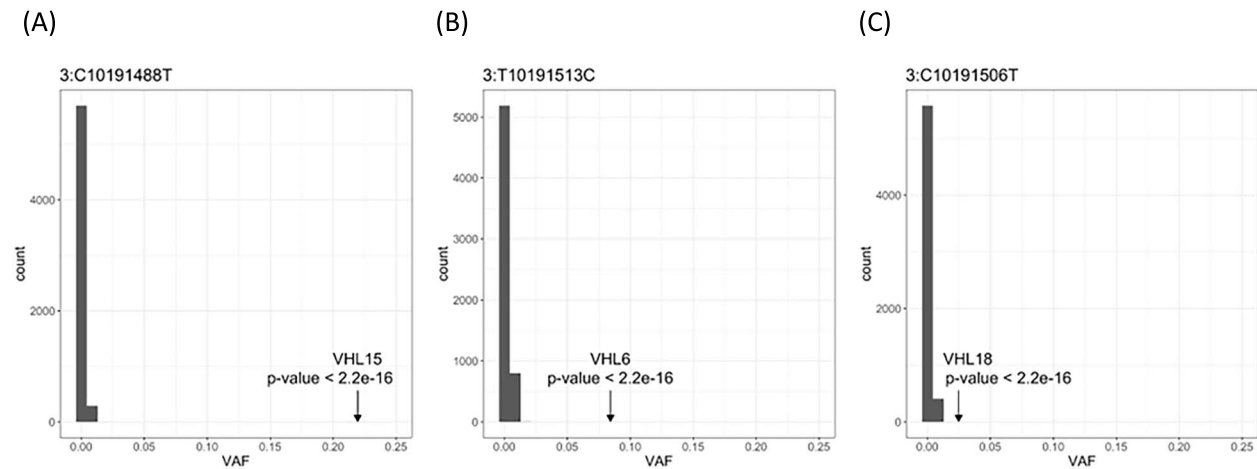 (A)
3:C10191488T
count
4000
2000
0
VHL15
p-value < 2.2e-16
0.00 0.05 0.10 0.15 0.20 0.25
VAF
(B)
3:T10191513C
count
5000
4000
3000
2000
1000
0
VHL6
p-value < 2.2e-16
0.00 0.05 0.10 0.15 0.20 0.25
VAF
(C)
3:C10191506T
count
4000
2000
0
VHL18
p-value < 2.2e-16
0.00 0.05 0.10 0.15 0.20 0.25
VAF